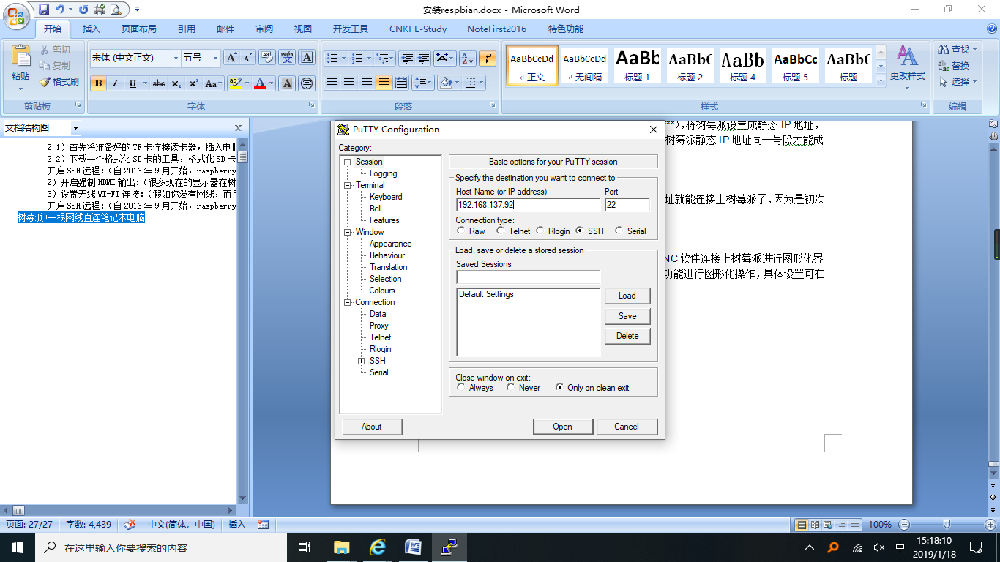 安装respbian.docx - Microsoft Word
开始 插入 页面布局 引用 邮件 审阅 视图 开发工具 CNKI E-Study NoteFirst2016 特色功能
粘贴 剪切 复制 格式刷
宋体 (中文正文) 五号
AaBbCcDd AaBbCcDd AaBb AaBbC AaBb AaBbCc AaBbC
正文 无间隔 标题 1 标题 2 标题 4 标题 5 标题
更改样式
查找 替换 选择
剪贴板 字体 段落 样式 编辑
文档结构图
2.1）首先将准备好的TF卡连接读卡器，插入电脑
2.2）下载一个格式化SD卡的工具，格式化SD卡
开启SSH远程：（自2016年9月开始，raspberry
2）开启强制HDMI输出：（很多现在的显示器在树
3）设置无线WI-FI连接：（假如你没有网线，而且
开启SSH远程：（自2016年9月开始，raspberry
树莓派+一根网线直连笔记本电脑
**),将树莓派设置成静态 IP 地址，
树莓派静态 IP 地址同一号段才能成
址就能连接上树莓派了，因为是初次
NC 软件连接上树莓派进行图形化界
功能进行图形化操作，具体设置可在
PuTTY Configuration
Category:
Session
Logging
Terminal
Keyboard
Bell
Features
Window
Appearance
Behaviour
Translation
Selection
Colours
Connection
Data
Proxy
Telnet
Rlogin
SSH
Serial
Basic options for your PuTTY session
Specify the destination you want to connect to
Host Name (or IP address) Port
192.168.137.92 22
Connection type:
Raw Telnet Rlogin SSH Serial
Load, save or delete a stored session
Saved Sessions
Default Settings
Load
Save
Delete
Close window on exit:
Always Never Only on clean exit
About Open Cancel
页面: 27/27 字数: 4,439 中文(简体，中国) 插入 100%
在这里输入你要搜索的内容
中 15:18:10
2019/1/18